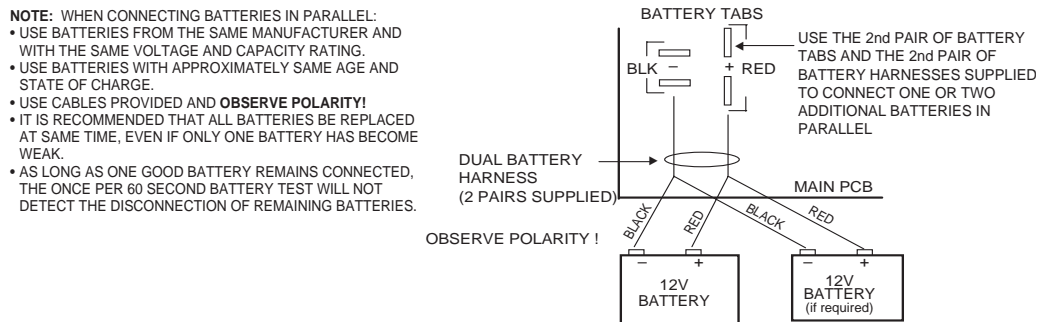 NOTE: WHEN CONNECTING BATTERIES IN PARALLEL:
• USE BATTERIES FROM THE SAME MANUFACTURER AND
WITH THE SAME VOLTAGE AND CAPACITY RATING.
• USE BATTERIES WITH APPROXIMATELY SAME AGE AND
STATE OF CHARGE.
• USE CABLES PROVIDED AND OBSERVE POLARITY!
• IT IS RECOMMENDED THAT ALL BATTERIES BE REPLACED
AT SAME TIME, EVEN IF ONLY ONE BATTERY HAS BECOME
WEAK.
• AS LONG AS ONE GOOD BATTERY REMAINS CONNECTED,
THE ONCE PER 60 SECOND BATTERY TEST WILL NOT
DETECT THE DISCONNECTION OF REMAINING BATTERIES.
BATTERY TABS
BLK – + RED
USE THE 2nd PAIR OF BATTERY
TABS AND THE 2nd PAIR OF
BATTERY HARNESSES SUPPLIED
TO CONNECT ONE OR TWO
ADDITIONAL BATTERIES IN
PARALLEL
DUAL BATTERY
HARNESS
(2 PAIRS SUPPLIED)
MAIN PCB
BLACK RED BLACK RED
OBSERVE POLARITY !
– +
12V
BATTERY
– +
12V
BATTERY
(if required)